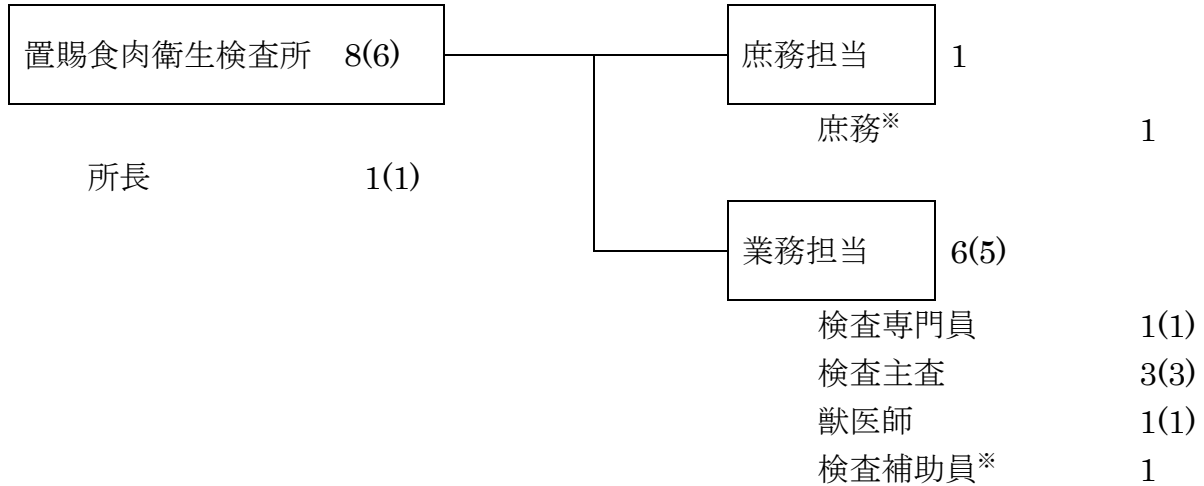 置賜食肉衛生検査所 8(6)
所長 1(1)
庶務担当 1
庶務※ 1
業務担当 6(5)
検査専門員 1(1)
検査主査 3(3)
獣医師 1(1)
検査補助員※ 1